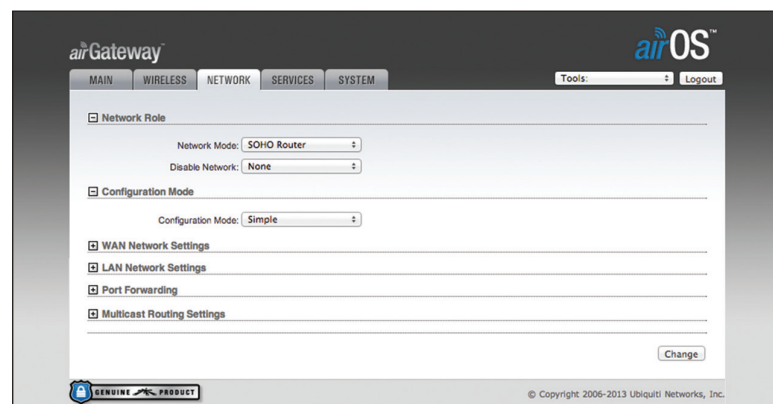 airGateway™
airOS™
MAIN WIRELESS NETWORK SERVICES SYSTEM
Tools: Logout
Network Role
Network Mode: SOHO Router
Disable Network: None
Configuration Mode
Configuration Mode: Simple
WAN Network Settings
LAN Network Settings
Port Forwarding
Multicast Routing Settings
Change
GENUINE PRODUCT
© Copyright 2006-2013 Ubiquiti Networks, Inc.